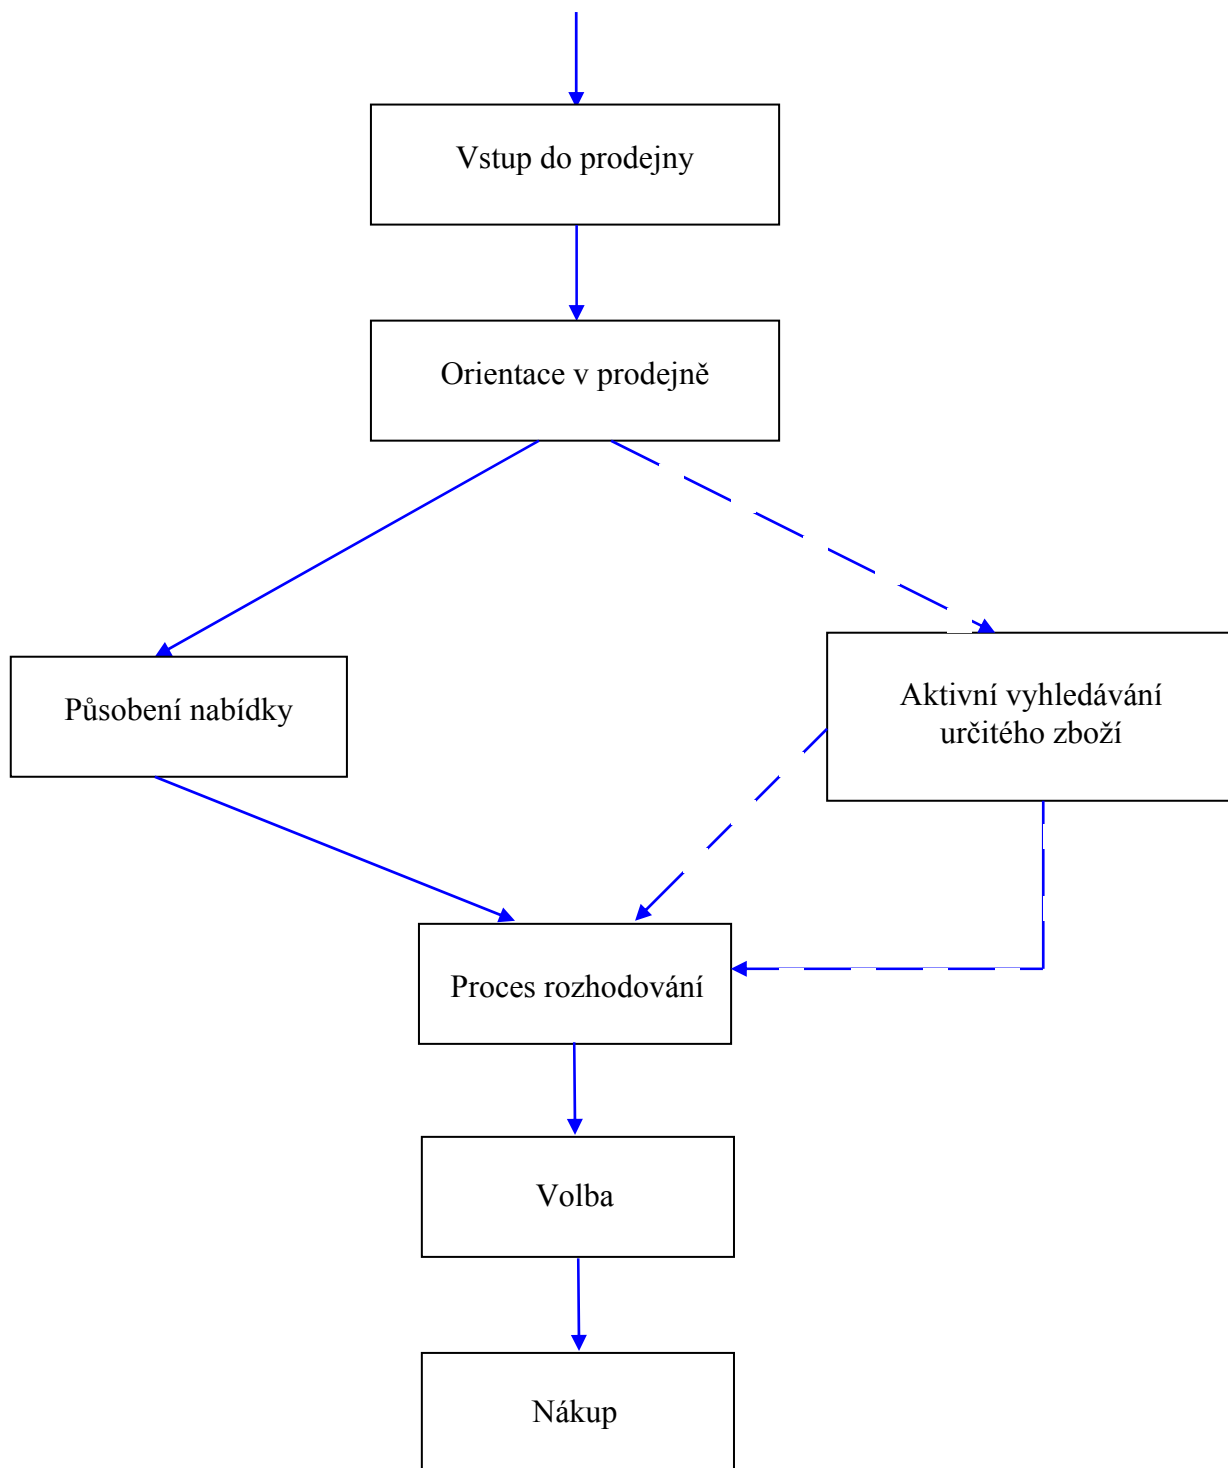 Vstup do prodejny
Orientace v prodejně
Působení nabídky
Aktivní vyhledávání
určitého zboží
Proces rozhodování
Volba
Nákup